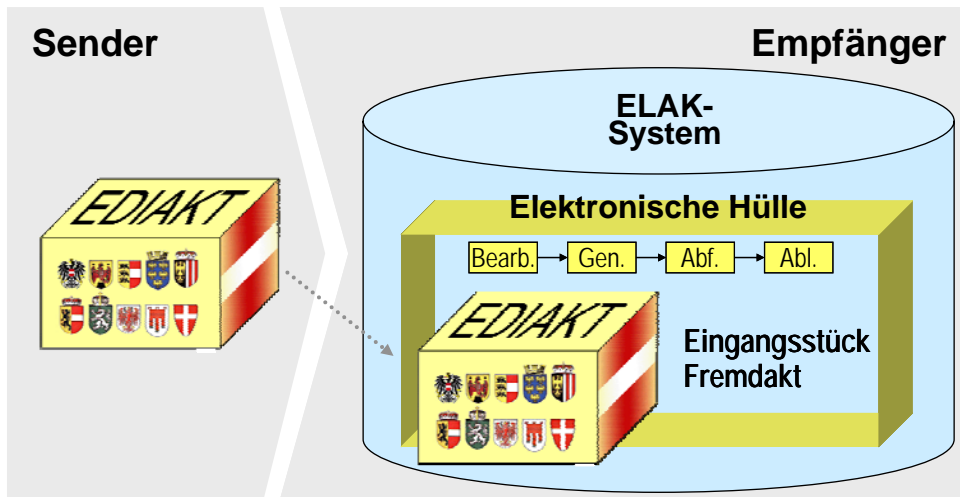 Sender
Empfänger
ELAK-
System
EDIAKT
Elektronische Hülle
Bearb.
Gen.
Abf.
Abl.
EDIAKT
Eingangsstück
Fremdakt